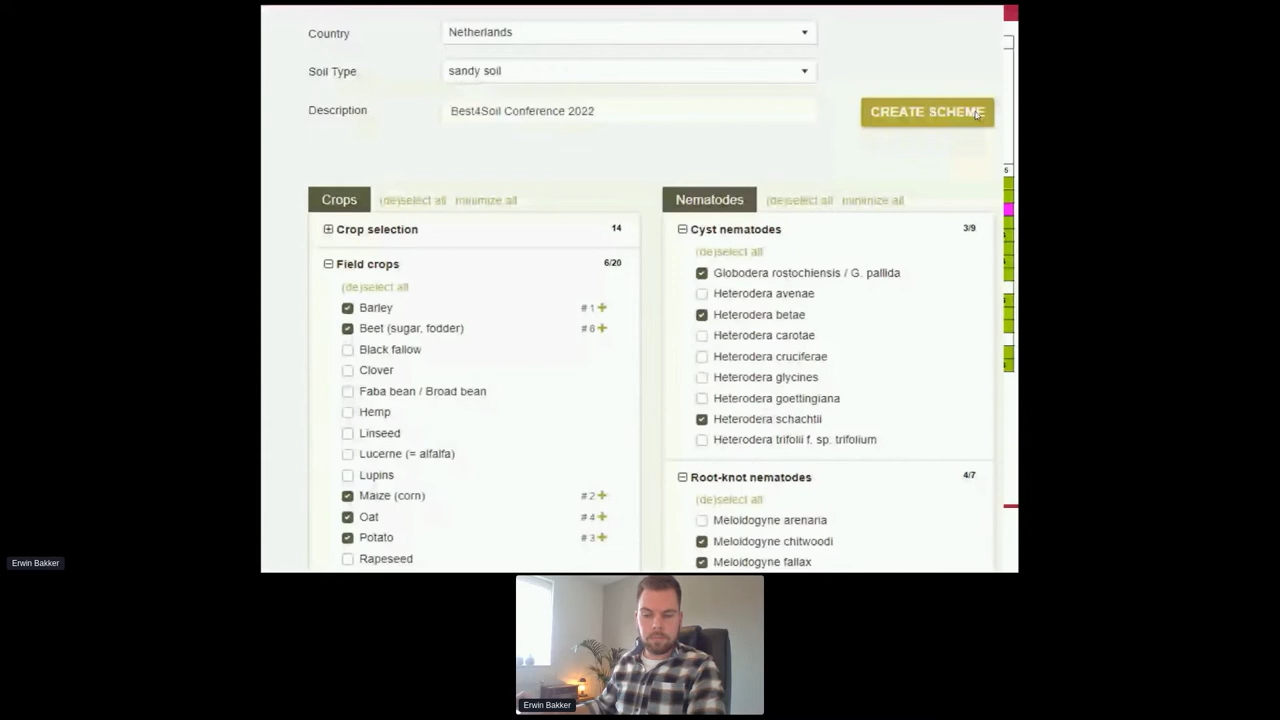 Country
Netherlands
Soil Type
sandy soil
Description
Best4Soil Conference 2022
CREATE SCHEME
Crops
(de)select all
minimize all
Crop selection
14
Field crops
6/20
(de)select all
Barley
# 1
Beet (sugar, fodder)
# 6
Black fallow
Clover
Faba bean / Broad bean
Hemp
Linseed
Lucerne (= alfalfa)
Lupins
Maize (corn)
# 2
Oat
# 4
Potato
# 3
Rapeseed
Nematodes
(de)select all
minimize all
Cyst nematodes
3/9
(de)select all
Globodera rostochiensis / G. pallida
Heterodera avenae
Heterodera betae
Heterodera carotae
Heterodera cruciferae
Heterodera glycines
Heterodera goettingiana
Heterodera schachtii
Heterodera trifolii f. sp. trifolium
Root-knot nematodes
4/7
(de)select all
Meloidogyne arenaria
Meloidogyne chitwoodi
Meloidogyne fallax
Erwin Bakker
Erwin Bakker